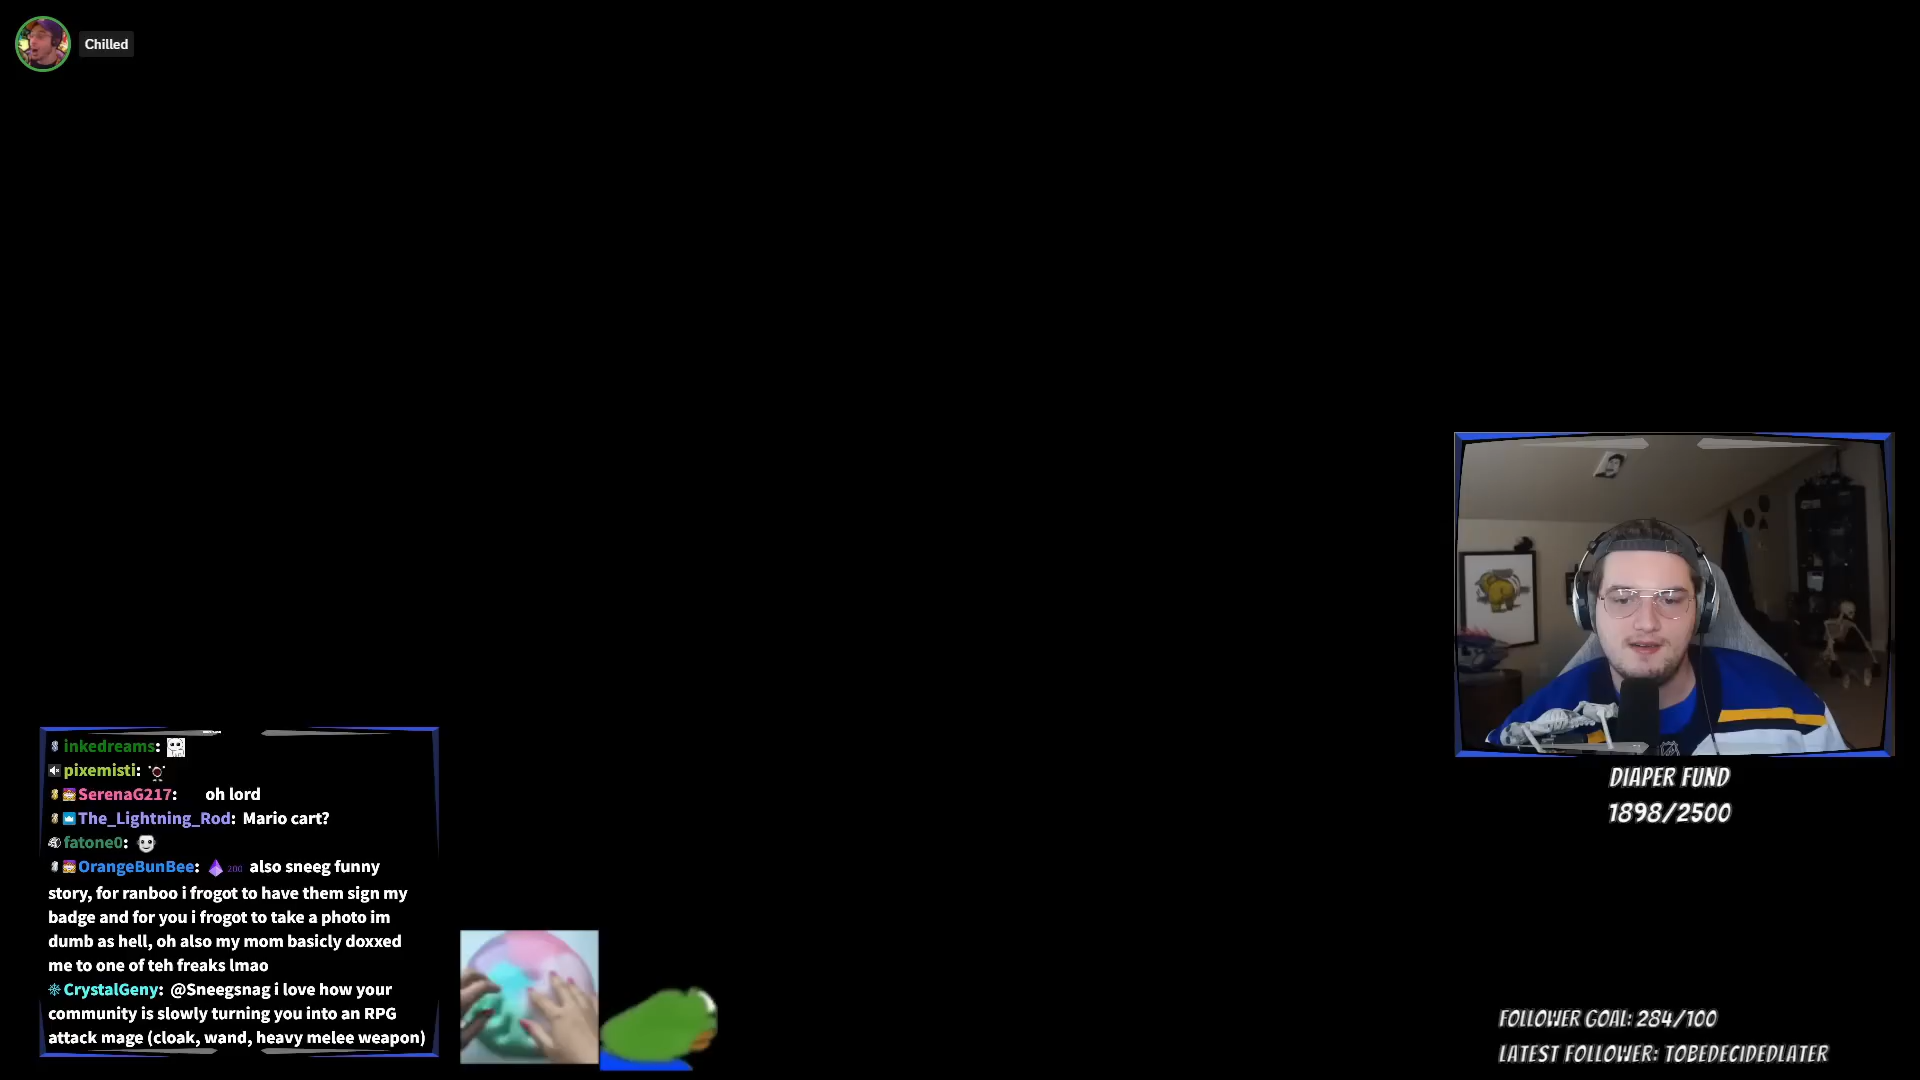 Chilled
inkedreams:
pixemisti:
SerenaG217: oh lord
The_Lightning_Rod: Mario cart?
fatone0:
OrangeBunBee: 200 also sneeg funny
story, for ranboo i frogot to have them sign my
badge and for you i frogot to take a photo im
dumb as hell, oh also my mom basicly doxxed
me to one of teh freaks lmao
CrystalGeny: @Sneegsnag i love how your
community is slowly turning you into an RPG
attack mage (cloak, wand, heavy melee weapon)
DIAPER FUND
1898/2500
FOLLOWER GOAL: 284/100
LATEST FOLLOWER: TOBEDECIDEDLATER